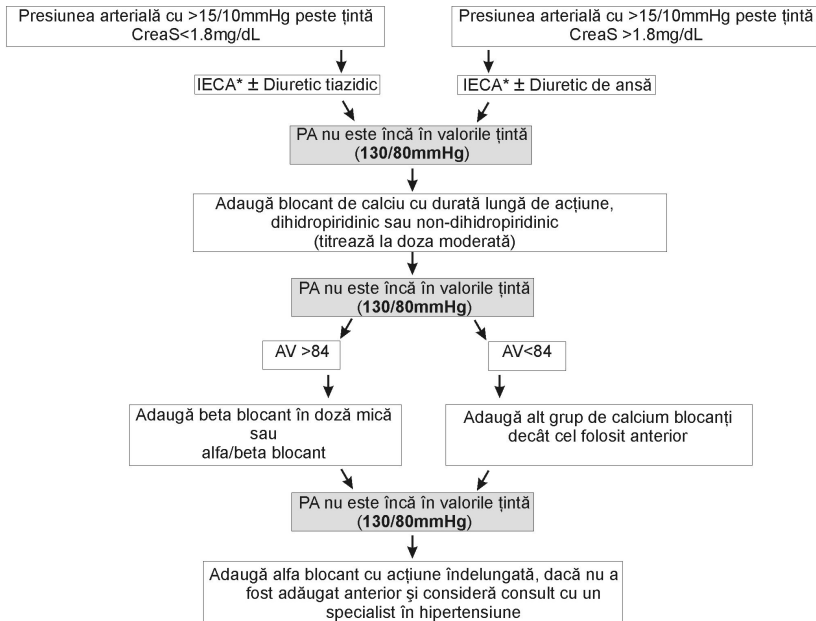 Presiunea arterială cu >15/10mmHg peste țintă
CreaS<1.8mg/dL
Presiunea arterială cu >15/10mmHg peste țintă
CreaS >1.8mg/dL
IECA* ± Diuretic tiazidic
IECA* ± Diuretic de ansă
PA nu este încă în valorile țintă
(130/80mmHg)
Adaugă blocant de calciu cu durată lungă de acțiune,
dihidropiridinic sau non-dihidropiridinic
(titrează la doza moderată)
PA nu este încă în valorile țintă
(130/80mmHg)
AV >84
AV<84
Adaugă beta blocant în doză mică
sau
alfa/beta blocant
Adaugă alt grup de calcium blocanți
decât cel folosit anterior
PA nu este încă în valorile țintă
(130/80mmHg)
Adaugă alfa blocant cu acțiune îndelungată, dacă nu a
fost adăugat anterior şi consideră consult cu un
specialist în hipertensiune